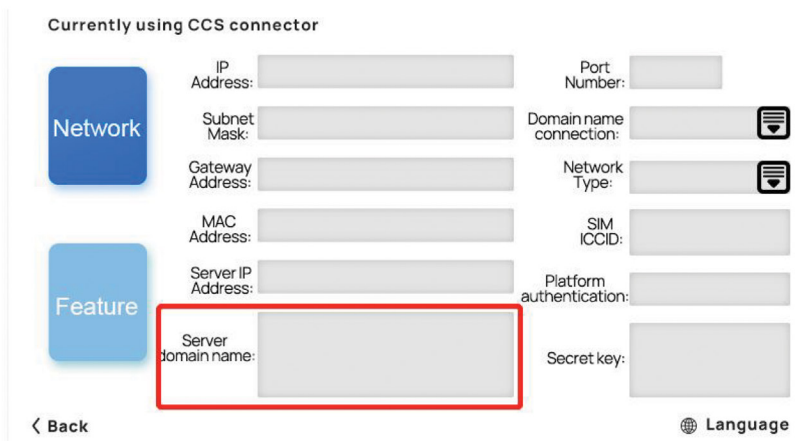 Currently using CCS connector
Network
Feature
IP
Address:
Subnet
Mask:
Gateway
Address:
MAC
Address:
Server IP
Address:
Server
domain name:
Port
Number:
Domain name
connection:
Network
Type:
SIM
ICCID:
Platform
authentication:
Secret key:
Back
Language